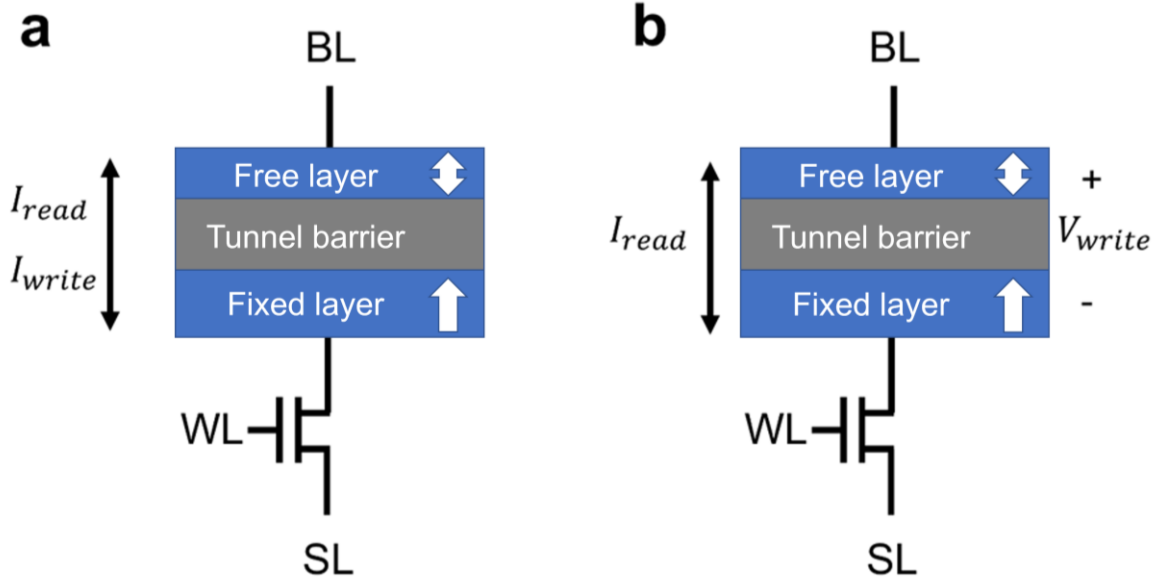 a
BL
Free layer
Tunnel barrier
Fixed layer
I_read
I_write
WL
SL
b
BL
Free layer
Tunnel barrier
Fixed layer
I_read
+
V_write
-
WL
SL